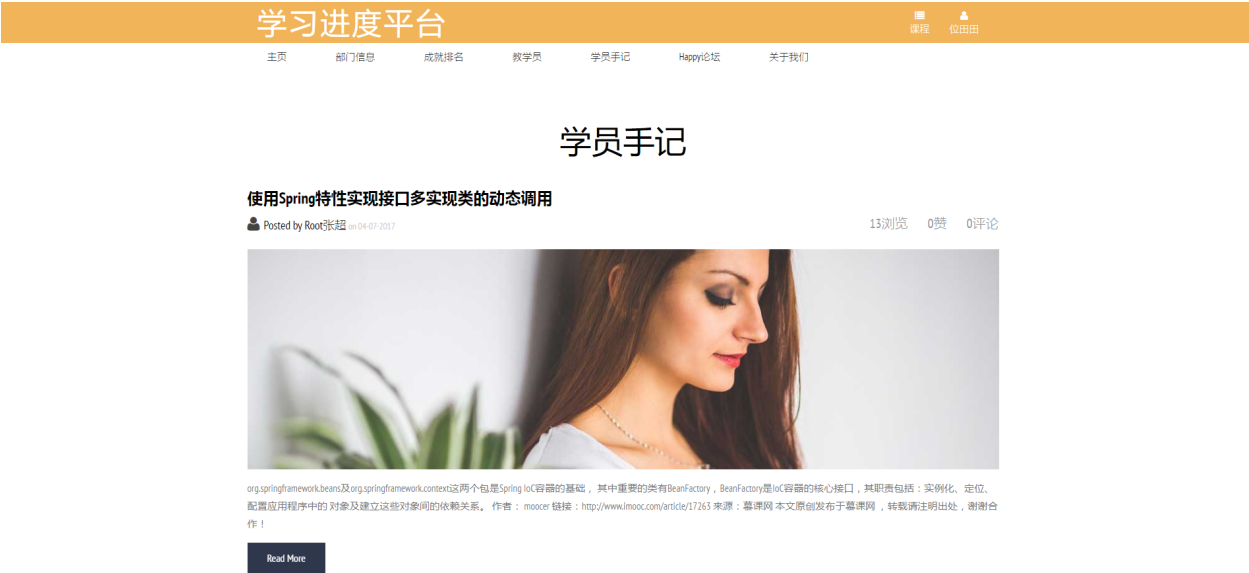 学习进度平台
课程 位田田
主页 部门信息 成就排名 教学员 学员手记 Happy论坛 关于我们
学员手记
使用Spring特性实现接口多实现类的动态调用
Posted by Root张超 on 04-07-2017 13浏览 0赞 0评论
org.springframework.beans及org.springframework.context这两个包是Spring IoC容器的基础， 其中重要的类有BeanFactory，BeanFactory是IoC容器的核心接口，其职责包括：实例化、定位、
配置应用程序中的 对象及建立这些对象间的依赖关系。 作者： moocer 链接：http://www.imooc.com/article/17263 来源：慕课网 本文原创发布于慕课网 ，转载请注明出处，谢谢合
作！
Read More